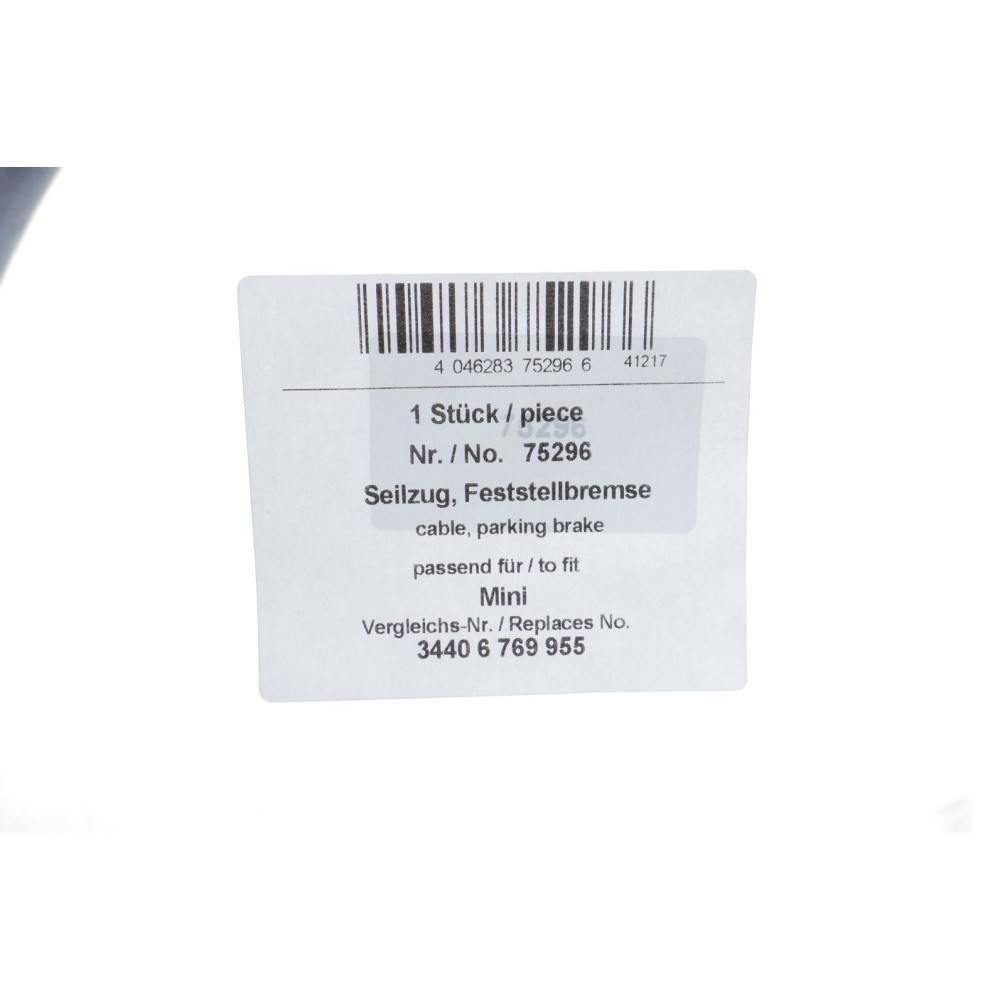 4 046283 75296 6 41217
1 Stück / piece
75296
Nr. / No. 75296
Seilzug, Feststellbremse
cable, parking brake
passend für / to fit
Mini
Vergleichs-Nr. / Replaces No.
3440 6 769 955